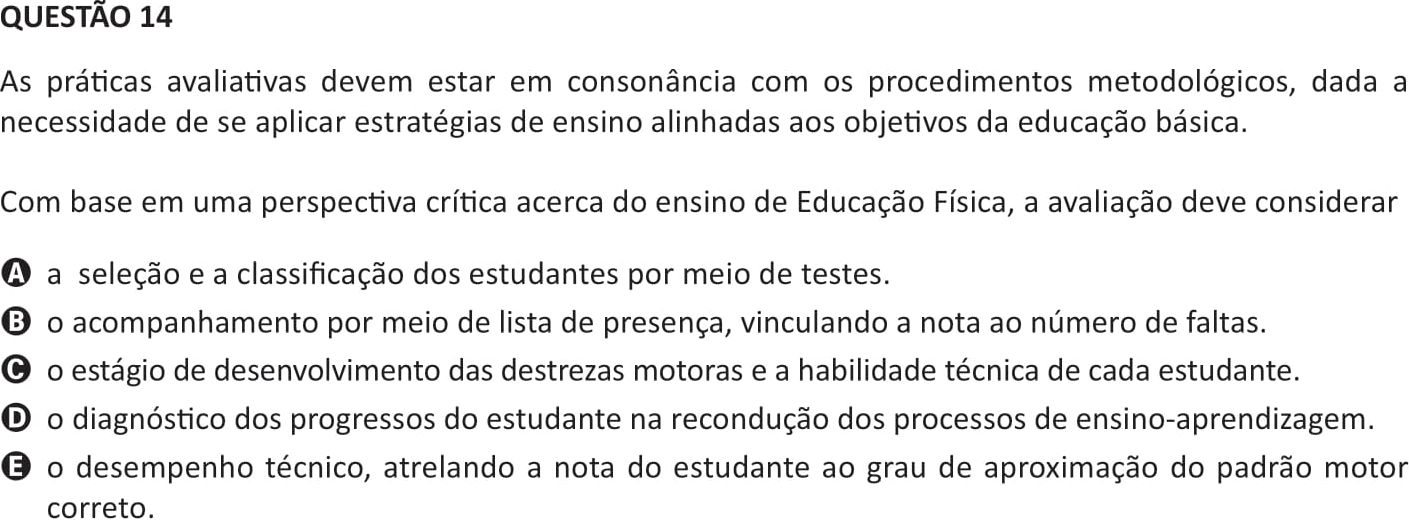 QUESTÃO 14
As práticas avaliativas devem estar em consonância com os procedimentos metodológicos, dada a
necessidade de se aplicar estratégias de ensino alinhadas aos objetivos da educação básica.
Com base em uma perspectiva crítica acerca do ensino de Educação Física, a avaliação deve considerar
A a seleção e a classificação dos estudantes por meio de testes.
B o acompanhamento por meio de lista de presença, vinculando a nota ao número de faltas.
C o estágio de desenvolvimento das destrezas motoras e a habilidade técnica de cada estudante.
D o diagnóstico dos progressos do estudante na recondução dos processos de ensino-aprendizagem.
E o desempenho técnico, atrelando a nota do estudante ao grau de aproximação do padrão motor
correto.